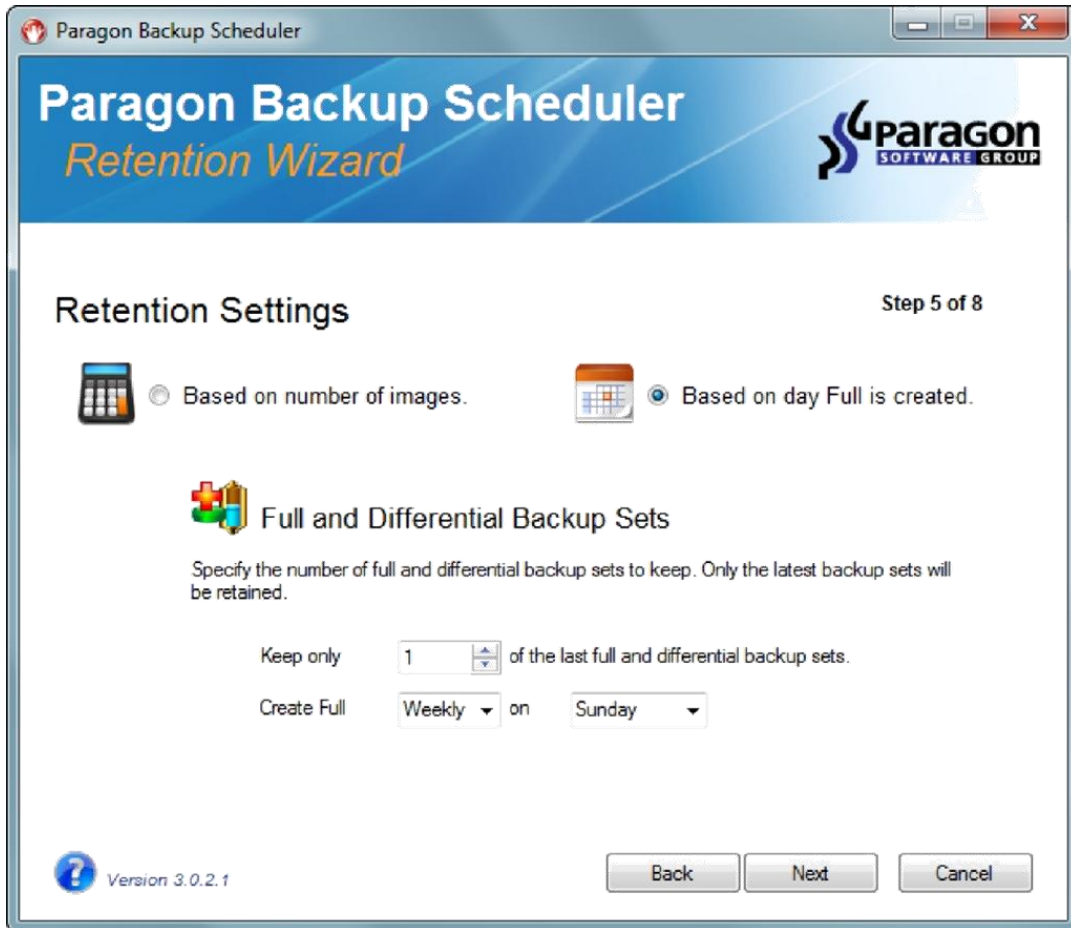 Paragon Backup Scheduler
Paragon Backup Scheduler
Retention Wizard
Paragon
SOFTWARE GROUP
Retention Settings
Step 5 of 8
Based on number of images.
Based on day Full is created.
Full and Differential Backup Sets
Specify the number of full and differential backup sets to keep. Only the latest backup sets will
be retained.
Keep only 1 of the last full and differential backup sets.
Create Full Weekly on Sunday
? Version 3.0.2.1
Back Next Cancel